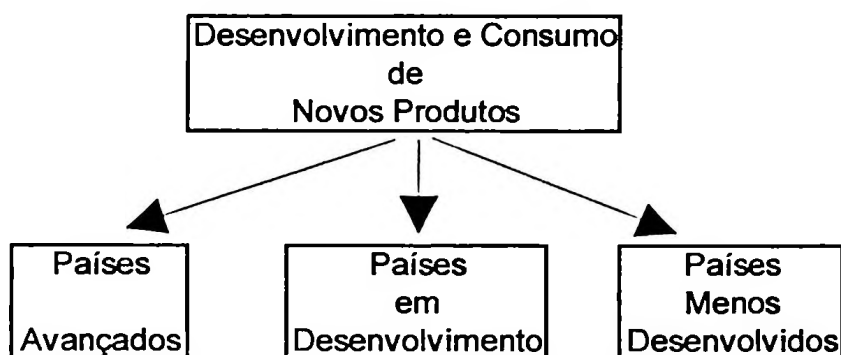 Desenvolvimento e Consumo
de
Novos Produtos
Países
Avançados
Países
em
Desenvolvimento
Países
Menos
Desenvolvidos